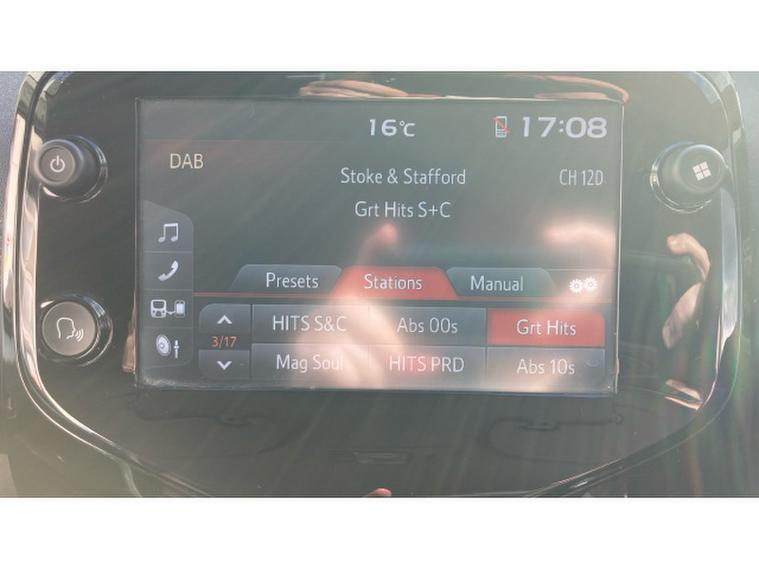 16°C 17:08
DAB
Stoke & Stafford CH 12D
Grt Hits S+C
Presets Stations Manual
HITS S&C Abs 00s Grt Hits
3/17
Mag Soul HITS PRD Abs 10s